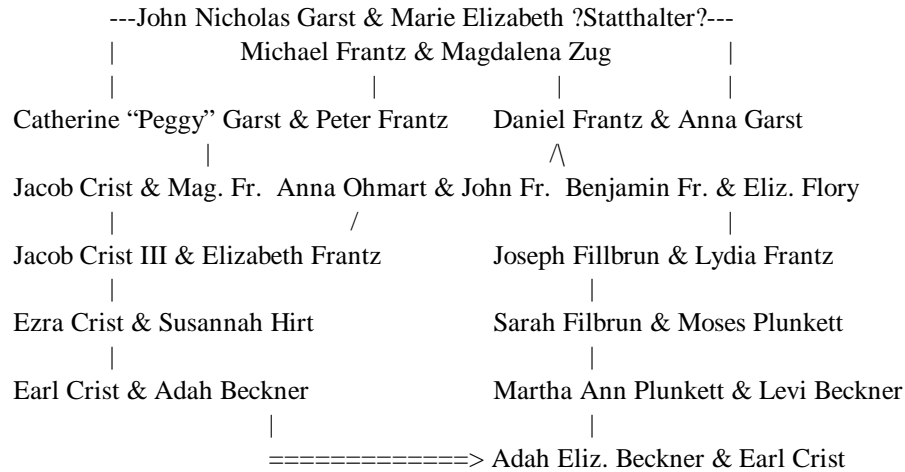 ---John Nicholas Garst & Marie Elizabeth ?Statthalter?---
| Michael Frantz & Magdalena Zug |
| | | |
Catherine “Peggy” Garst & Peter Frantz Daniel Frantz & Anna Garst
| /\
Jacob Crist & Mag. Fr. Anna Ohmart & John Fr. Benjamin Fr. & Eliz. Flory
| / |
Jacob Crist III & Elizabeth Frantz Joseph Fillbrun & Lydia Frantz
| |
Ezra Crist & Susannah Hirt Sarah Filbrun & Moses Plunkett
| |
Earl Crist & Adah Beckner Martha Ann Plunkett & Levi Beckner
| |
=============> Adah Eliz. Beckner & Earl Crist